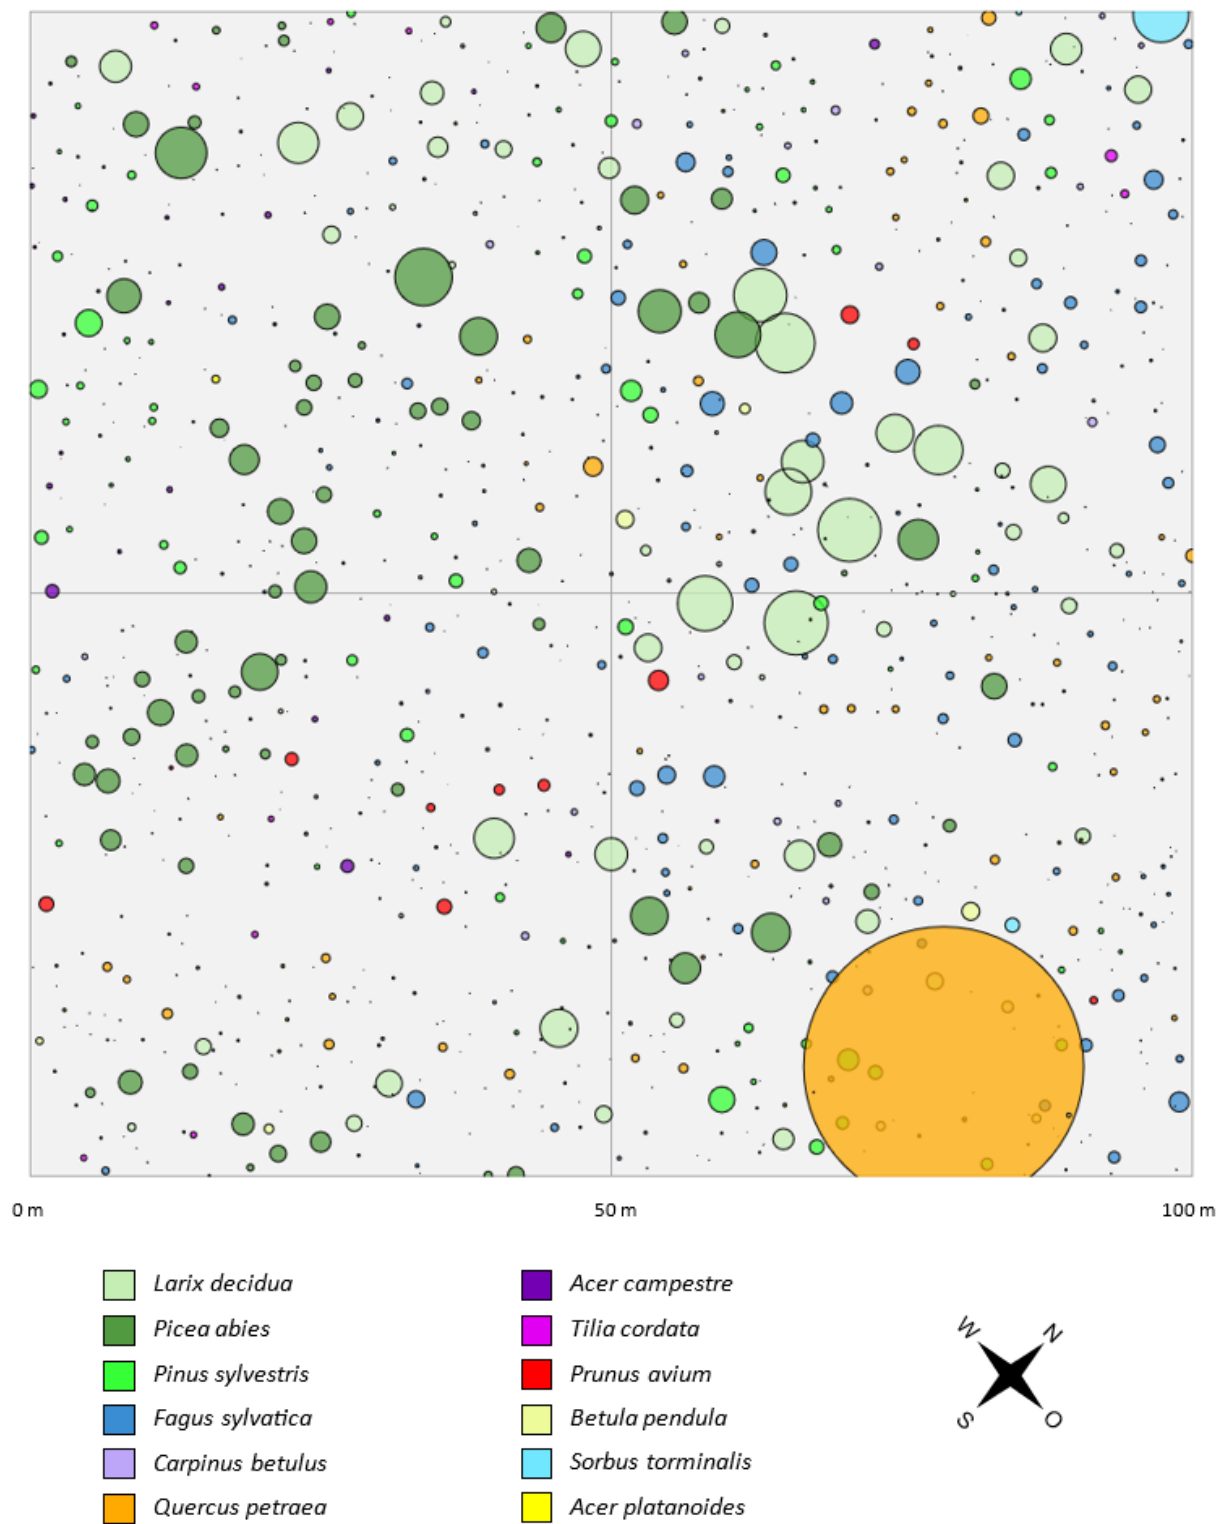 0 m 50 m 100 m
Larix decidua
Picea abies
Pinus sylvestris
Fagus sylvatica
Carpinus betulus
Quercus petraea
Acer campestre
Tilia cordata
Prunus avium
Betula pendula
Sorbus torminalis
Acer platanoides
W N
S O